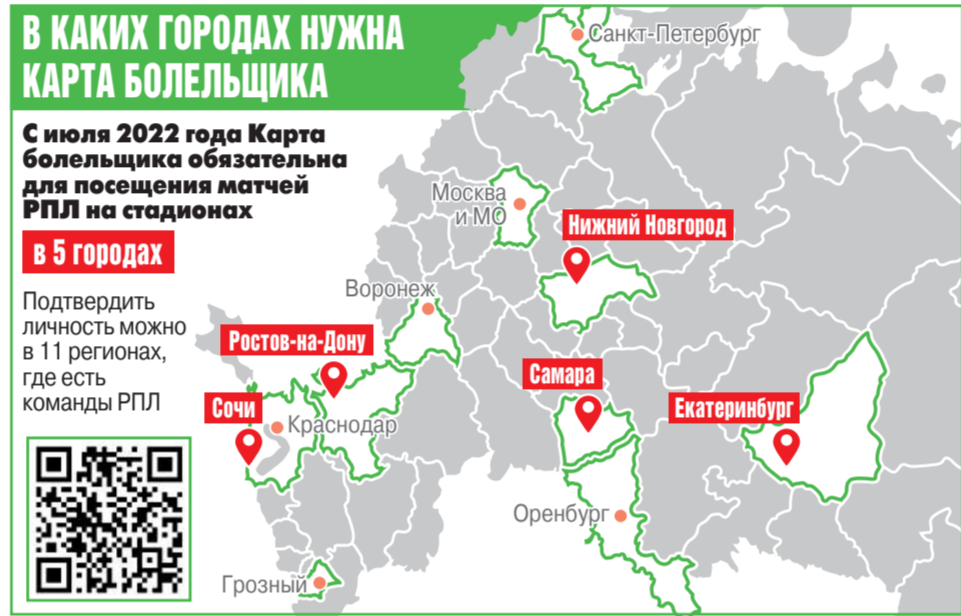 В КАКИХ ГОРОДАХ НУЖНА
КАРТА БОЛЕЛЬЩИКА
С июля 2022 года Карта
болельщика обязательна
для посещения матчей
РПЛ на стадионах
в 5 городах
Подтвердить
личность можно
в 11 регионах,
где есть
команды РПЛ
Санкт-Петербург
Москва
и МО
Нижний Новгород
Воронеж
Ростов-на-Дону
Самара
Сочи
Екатеринбург
Краснодар
Оренбург
Грозный